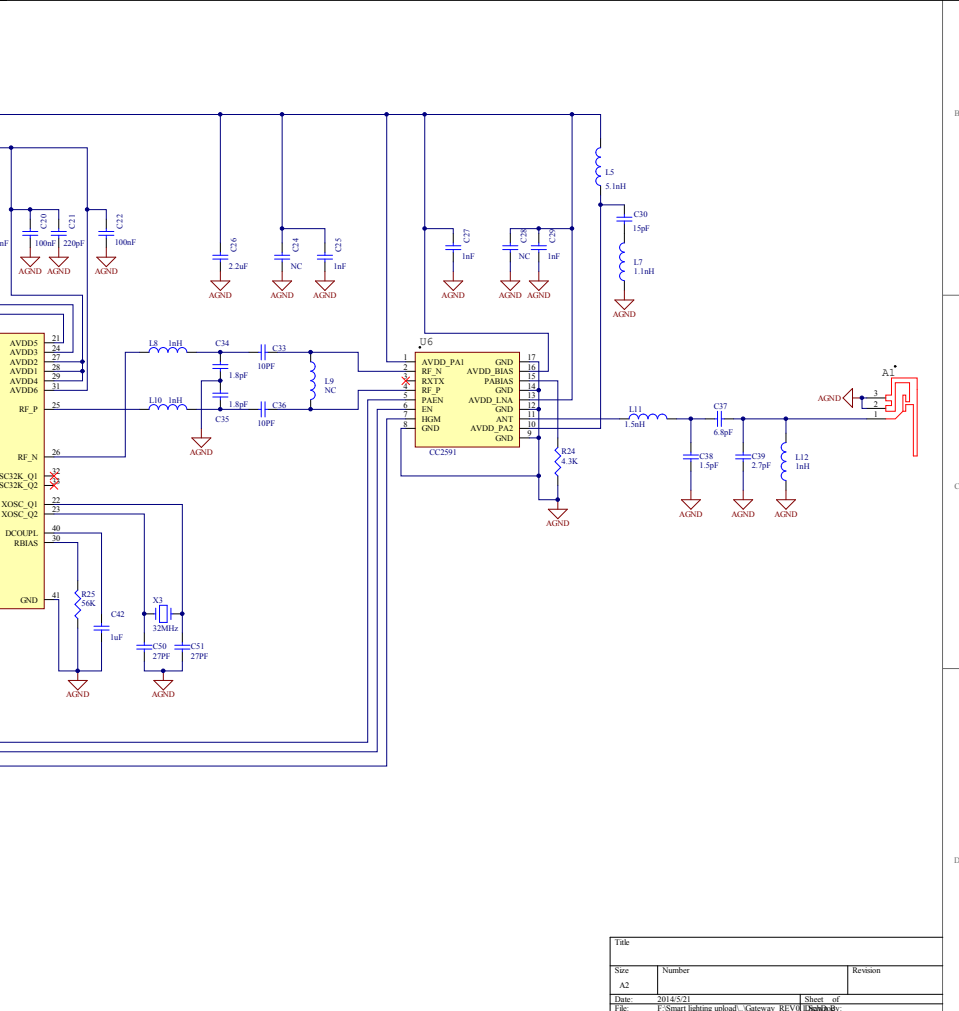 B
L5
5.1nH
C20
100nF
C21
220pF
C22
100nF
nF
AGND
AGND
AGND
C26
2.2uF
C24
NC
C25
1nF
AGND
AGND
AGND
C27
1nF
C28
NC
C29
1nF
AGND
AGND
AGND
C30
15pF
L7
1.1nH
AGND
AVDD5 21
AVDD3 24
AVDD2 27
AVDD1 28
AVDD4 29
AVDD6 31
RF_P 25
RF_N 26
SC32K_Q1 32
SC32K_Q2
XOSC_Q1 22
XOSC_Q2 23
DCOUPL 40
RBIAS 30
GND 41
L8 1nH
C34
1.8pF
C33
10PF
L9
NC
L10 1nH
1.8pF
C35
C36
10PF
AGND
U6
1 AVDD_PA1
2 RF_N
RXTX
4 RF_P
5 PAEN
6 EN
7 HGM
8 GND
GND 17
AVDD_BIAS 16
PABIAS 15
GND 14
AVDD_LNA 13
GND 12
ANT 11
AVDD_PA2 10
GND 9
CC2591
R24
4.3K
AGND
L11
1.5nH
C37
6.8pF
C38
1.5pF
C39
2.7pF
L12
1nH
AGND
AGND
AGND
A1
AGND
3
2
1
C
R25
56K
C42
1uF
X3
32MHz
C50
27PF
C51
27PF
AGND
AGND
D
Title
Size
A2
Number
Revision
Date: 2014/5/21 Sheet of
File: F:\Smart lighting upload\..\Gateway_REV0